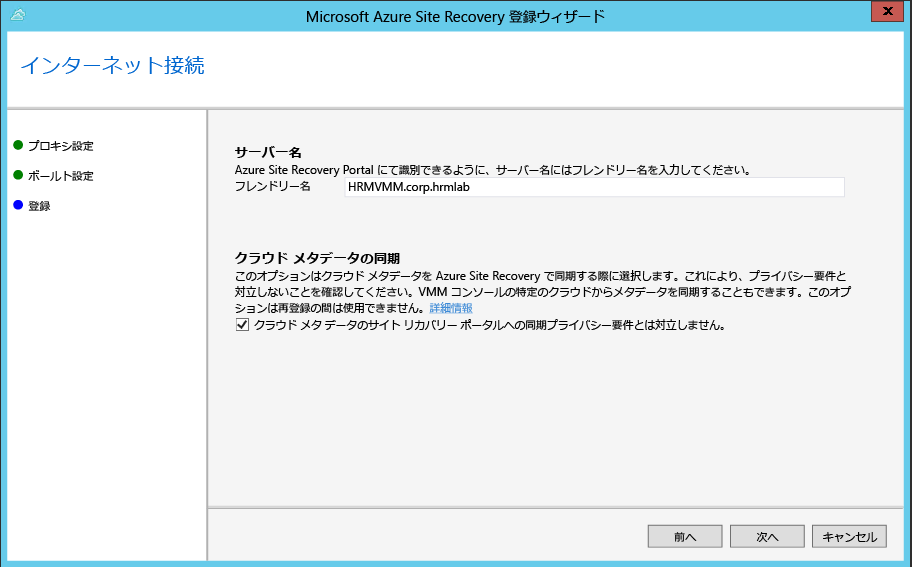 Microsoft Azure Site Recovery 登録ウィザード
インターネット接続
プロキシ設定
ボールト設定
登録
サーバー名
Azure Site Recovery Portal にて識別できるように、サーバー名にはフレンドリー名を入力してください。
フレンドリー名 HRMVMM.corp.hrmlab
クラウド メタデータの同期
このオプションはクラウド メタデータを Azure Site Recovery で同期する際に選択します。これにより、プライバシー要件と
対立しないことを確認してください。VMM コンソールの特定のクラウドからメタデータを同期することもできます。このオプ
ションは再登録の間は使用できません。詳細情報
クラウド メタ データのサイト リカバリー ポータルへの同期プライバシー要件とは対立しません。
前へ 次へ キャンセル